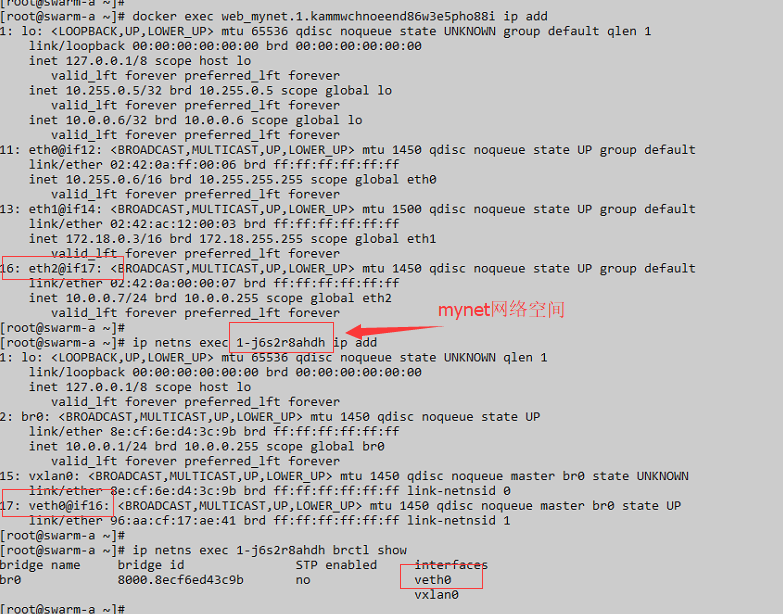 [root@swarm-a ~]#
[root@swarm-a ~]# docker exec web_mynet.1.kammwchnoeend86w3e5pho88i ip add
1: lo: <LOOPBACK,UP,LOWER_UP> mtu 65536 qdisc noqueue state UNKNOWN group default qlen 1
link/loopback 00:00:00:00:00:00 brd 00:00:00:00:00:00
inet 127.0.0.1/8 scope host lo
valid_lft forever preferred_lft forever
inet 10.255.0.5/32 brd 10.255.0.5 scope global lo
valid_lft forever preferred_lft forever
inet 10.0.0.6/32 brd 10.0.0.6 scope global lo
valid_lft forever preferred_lft forever
11: eth0@if12: <BROADCAST,MULTICAST,UP,LOWER_UP> mtu 1450 qdisc noqueue state UP group default
link/ether 02:42:0a:ff:00:06 brd ff:ff:ff:ff:ff:ff
inet 10.255.0.6/16 brd 10.255.255.255 scope global eth0
valid_lft forever preferred_lft forever
13: eth1@if14: <BROADCAST,MULTICAST,UP,LOWER_UP> mtu 1500 qdisc noqueue state UP group default
link/ether 02:42:ac:12:00:03 brd ff:ff:ff:ff:ff:ff
inet 172.18.0.3/16 brd 172.18.255.255 scope global eth1
valid_lft forever preferred_lft forever
16: eth2@if17: <BROADCAST,MULTICAST,UP,LOWER_UP> mtu 1450 qdisc noqueue state UP group default
link/ether 02:42:0a:00:00:07 brd ff:ff:ff:ff:ff:ff
inet 10.0.0.7/24 brd 10.0.0.255 scope global eth2
valid_lft forever preferred_lft forever
mynet网络空间
[root@swarm-a ~]#
[root@swarm-a ~]# ip netns exec 1-j6s2r8ahdh ip add
1: lo: <LOOPBACK,UP,LOWER_UP> mtu 65536 qdisc noqueue state UNKNOWN qlen 1
link/loopback 00:00:00:00:00:00 brd 00:00:00:00:00:00
inet 127.0.0.1/8 scope host lo
valid_lft forever preferred_lft forever
2: br0: <BROADCAST,MULTICAST,UP,LOWER_UP> mtu 1450 qdisc noqueue state UP
link/ether 8e:cf:6e:d4:3c:9b brd ff:ff:ff:ff:ff:ff
inet 10.0.0.1/24 brd 10.0.0.255 scope global br0
valid_lft forever preferred_lft forever
15: vxlan0: <BROADCAST,MULTICAST,UP,LOWER_UP> mtu 1450 qdisc noqueue master br0 state UNKNOWN
link/ether 8e:cf:6e:d4:3c:9b brd ff:ff:ff:ff:ff:ff link-netnsid 0
17: veth0@if16: <BROADCAST,MULTICAST,UP,LOWER_UP> mtu 1450 qdisc noqueue master br0 state UP
link/ether 96:aa:cf:17:ae:41 brd ff:ff:ff:ff:ff:ff link-netnsid 1
[root@swarm-a ~]#
[root@swarm-a ~]# ip netns exec 1-j6s2r8ahdh brctl show
bridge name bridge id STP enabled interfaces
br0 8000.8ecf6ed43c9b no veth0
vxlan0
[root@swarm-a ~]#